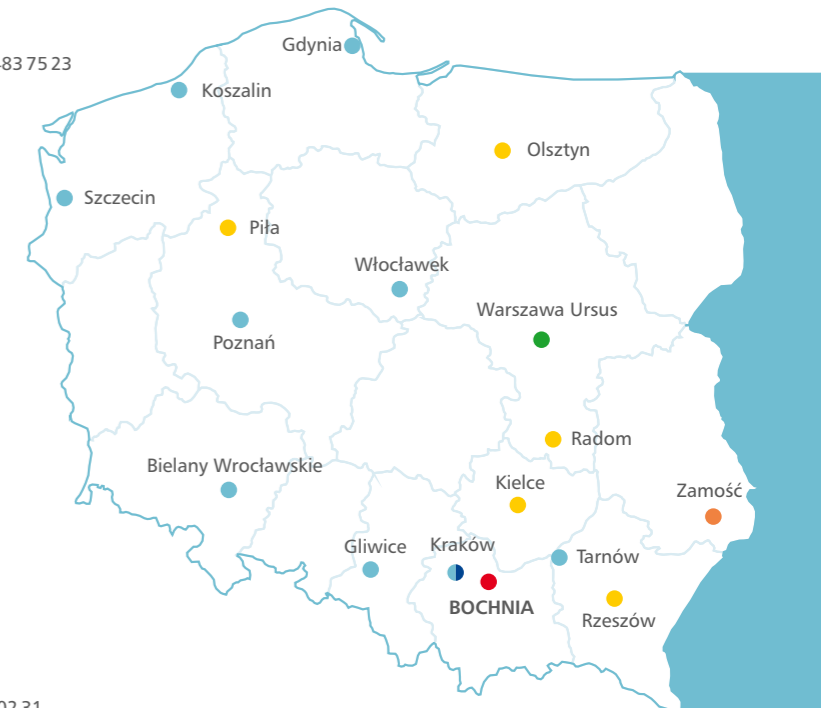 Gdynia
83 75 23
Koszalin
Olsztyn
Szczecin
Piła
Włocławek
Warszawa Ursus
Poznań
Radom
Bielany Wrocławskie
Kielce
Zamość
Gliwice
Kraków
Tarnów
BOCHNIA
Rzeszów